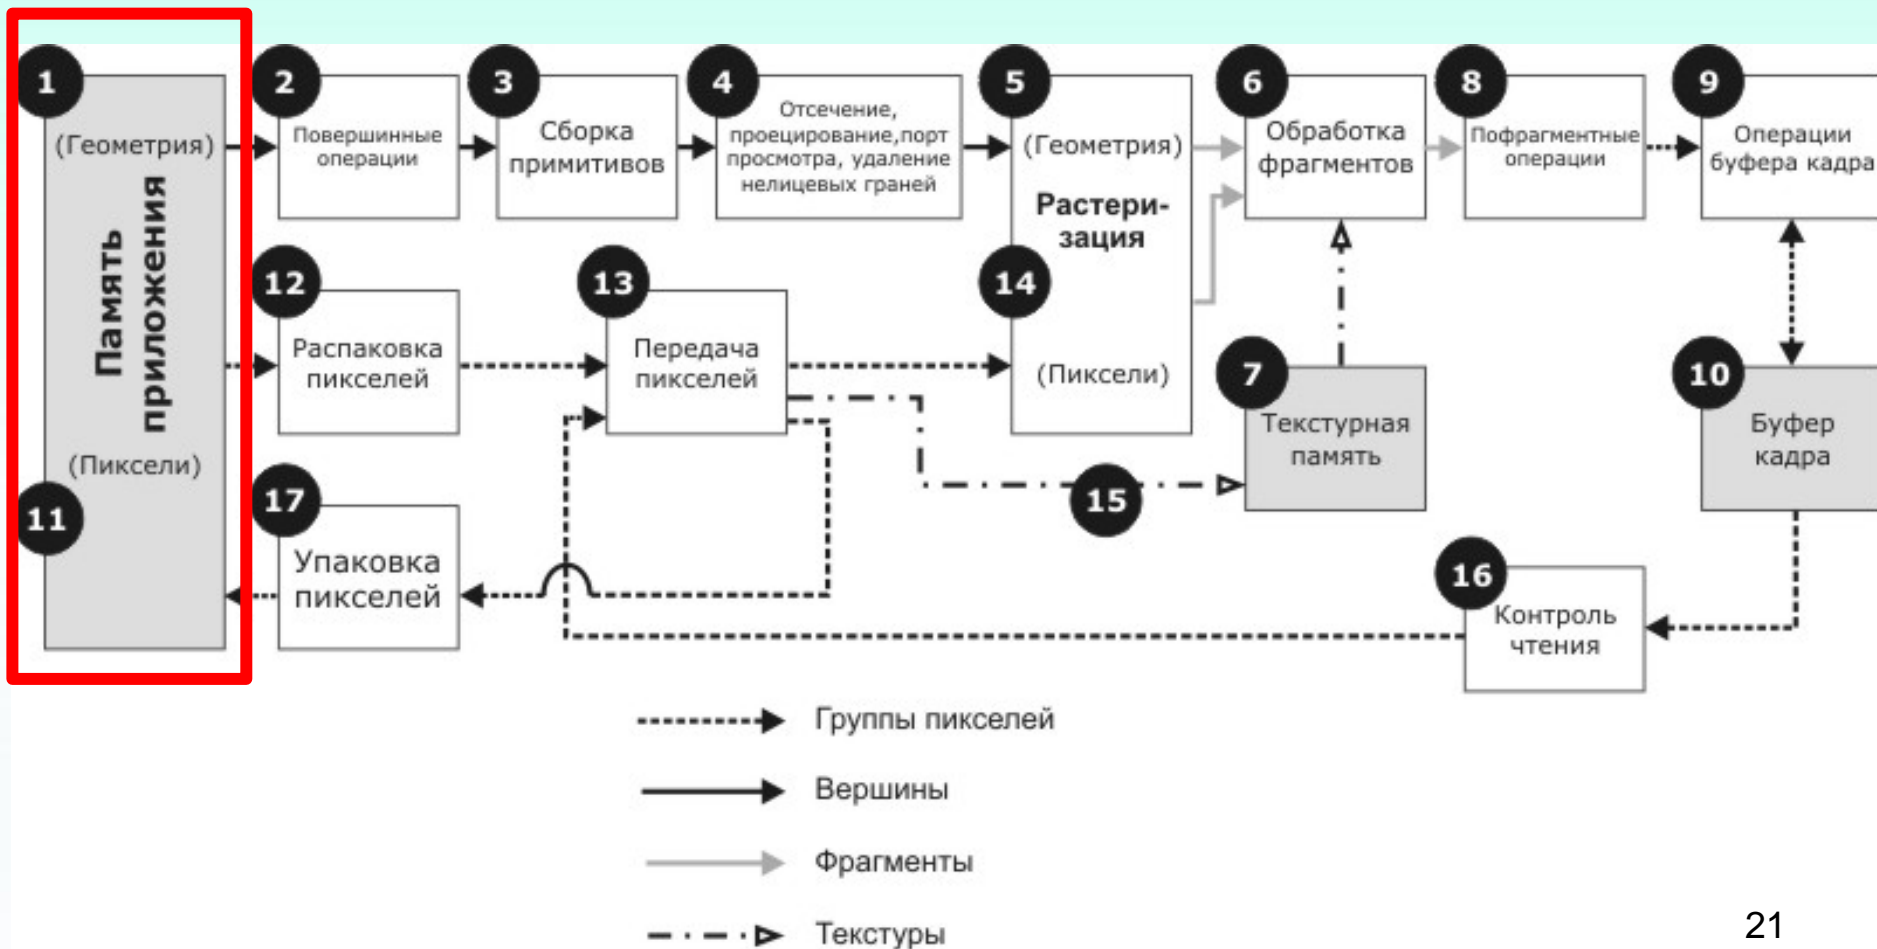 1
(Геометрия)
Память
приложения
(Пиксели)
11
2
Повершинные
операции
3
Сборка
примитивов
4
Отсечение,
проецирование,порт
просмотра, удаление
нелицевых граней
5
(Геометрия)
Растери-
зация
14
(Пиксели)
6
Обработка
фрагментов
8
Пофрагментные
операции
9
Операции
буфера кадра
12
Распаковка
пикселей
13
Передача
пикселей
7
Текстурная
память
10
Буфер
кадра
15
17
Упаковка
пикселей
16
Контроль
чтения
Группы пикселей
Вершины
Фрагменты
Текстуры
21